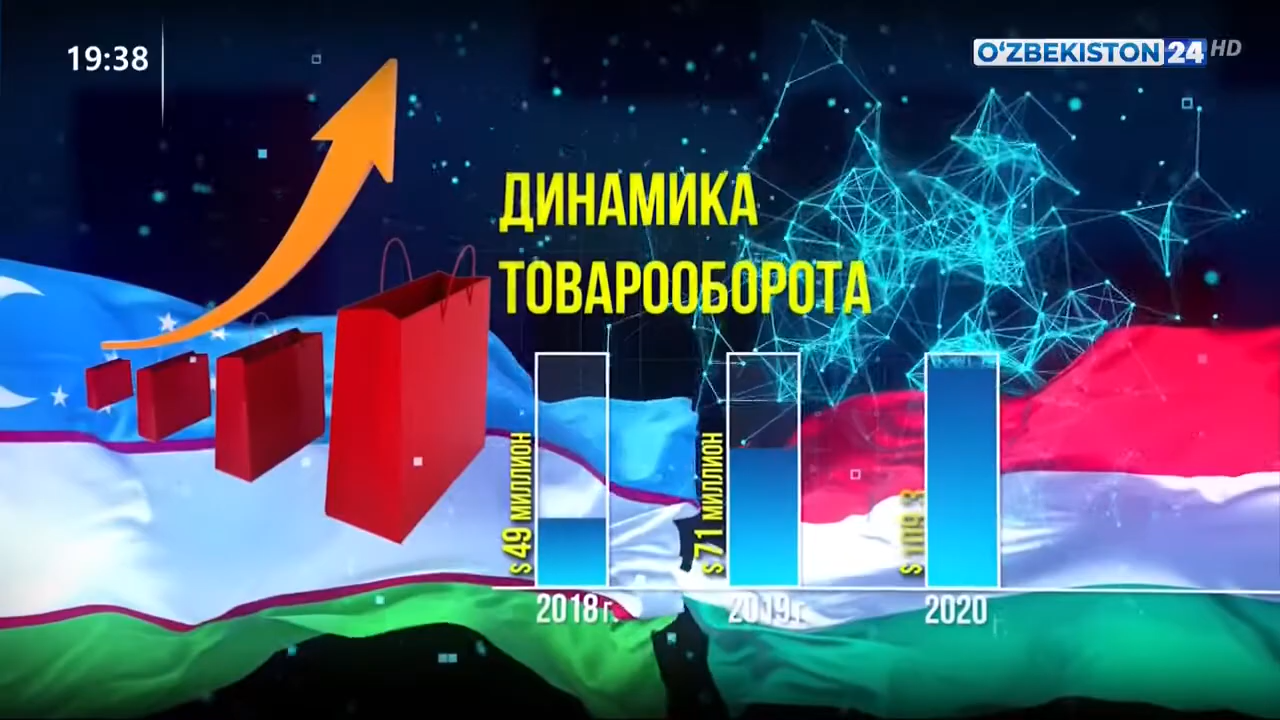 19:38
O‘ZBEKISTON 24 HD
ДИНАМИКА
ТОВАРООБОРОТА
$ 49 МИЛЛИОН
$ 71 МИЛЛИОН
2018 г.
2019 г.
2020